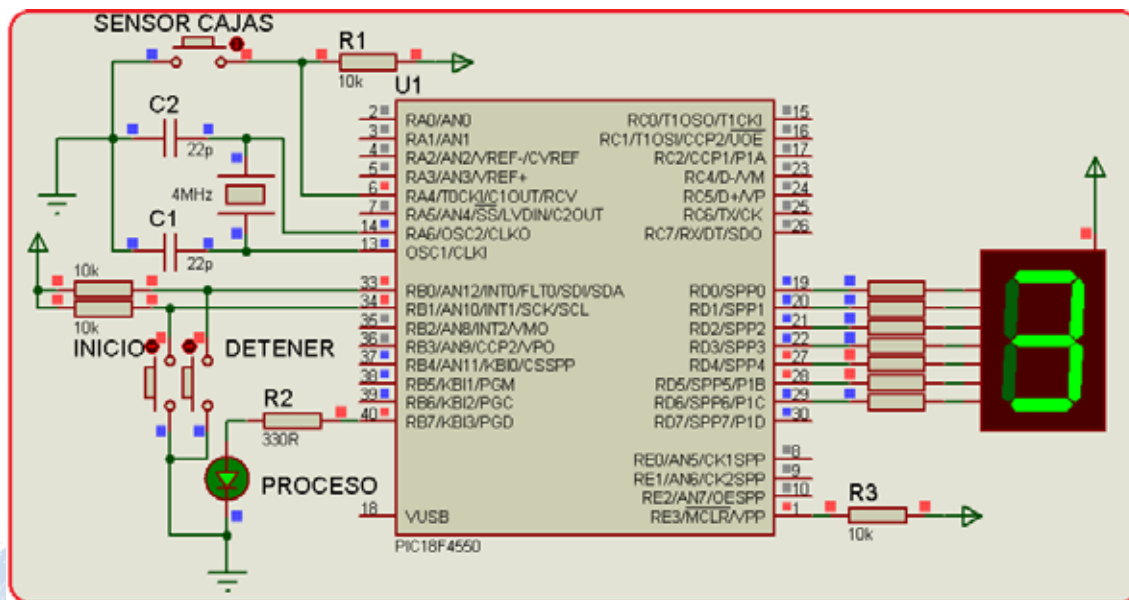 SENSOR CAJAS
R1
10k
U1
C2
22p
4MHz
C1
22p
10k
10k
INICIO
DETENER
R2
330R
PROCESO
2 RA0/AN0
3 RA1/AN1
4 RA2/AN2/VREF-/CVREF
5 RA3/AN3/VREF+
6 RA4/T0CKI/C1OUT/RCV
7 RA5/AN4/SS/LVDIN/C2OUT
14 RA6/OSC2/CLKO
13 OSC1/CLKI
33 RB0/AN12/INT0/FLT0/SDI/SDA
34 RB1/AN10/INT1/SCK/SCL
35 RB2/AN8/INT2/VMO
36 RB3/AN9/CCP2/VPO
37 RB4/AN11/KBI0/CSSPP
38 RB5/KBI1/PGM
39 RB6/KBI2/PGC
40 RB7/KBI3/PGD
18 VUSB
RC0/T1OSO/T1CKI 15
RC1/T1OSI/CCP2/UOE 16
RC2/CCP1/P1A 17
RC4/D-/VM 23
RC5/D+/VP 24
RC6/TX/CK 25
RC7/RX/DT/SDO 26
RD0/SPP0 19
RD1/SPP1 20
RD2/SPP2 21
RD3/SPP3 22
RD4/SPP4 27
RD5/SPP5/P1B 28
RD6/SPP6/P1C 29
RD7/SPP7/P1D 30
RE0/AN5/CK1SPP 8
RE1/AN6/CK2SPP 9
RE2/AN7/OESPP 10
RE3/MCLR/VPP 1
PIC18F4550
R3
10k
3